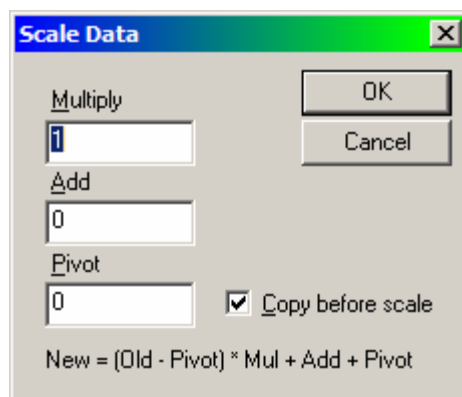 Scale Data
Multiply
OK
1
Cancel
Add
0
Pivot
0
Copy before scale
New = (Old - Pivot) * Mul + Add + Pivot